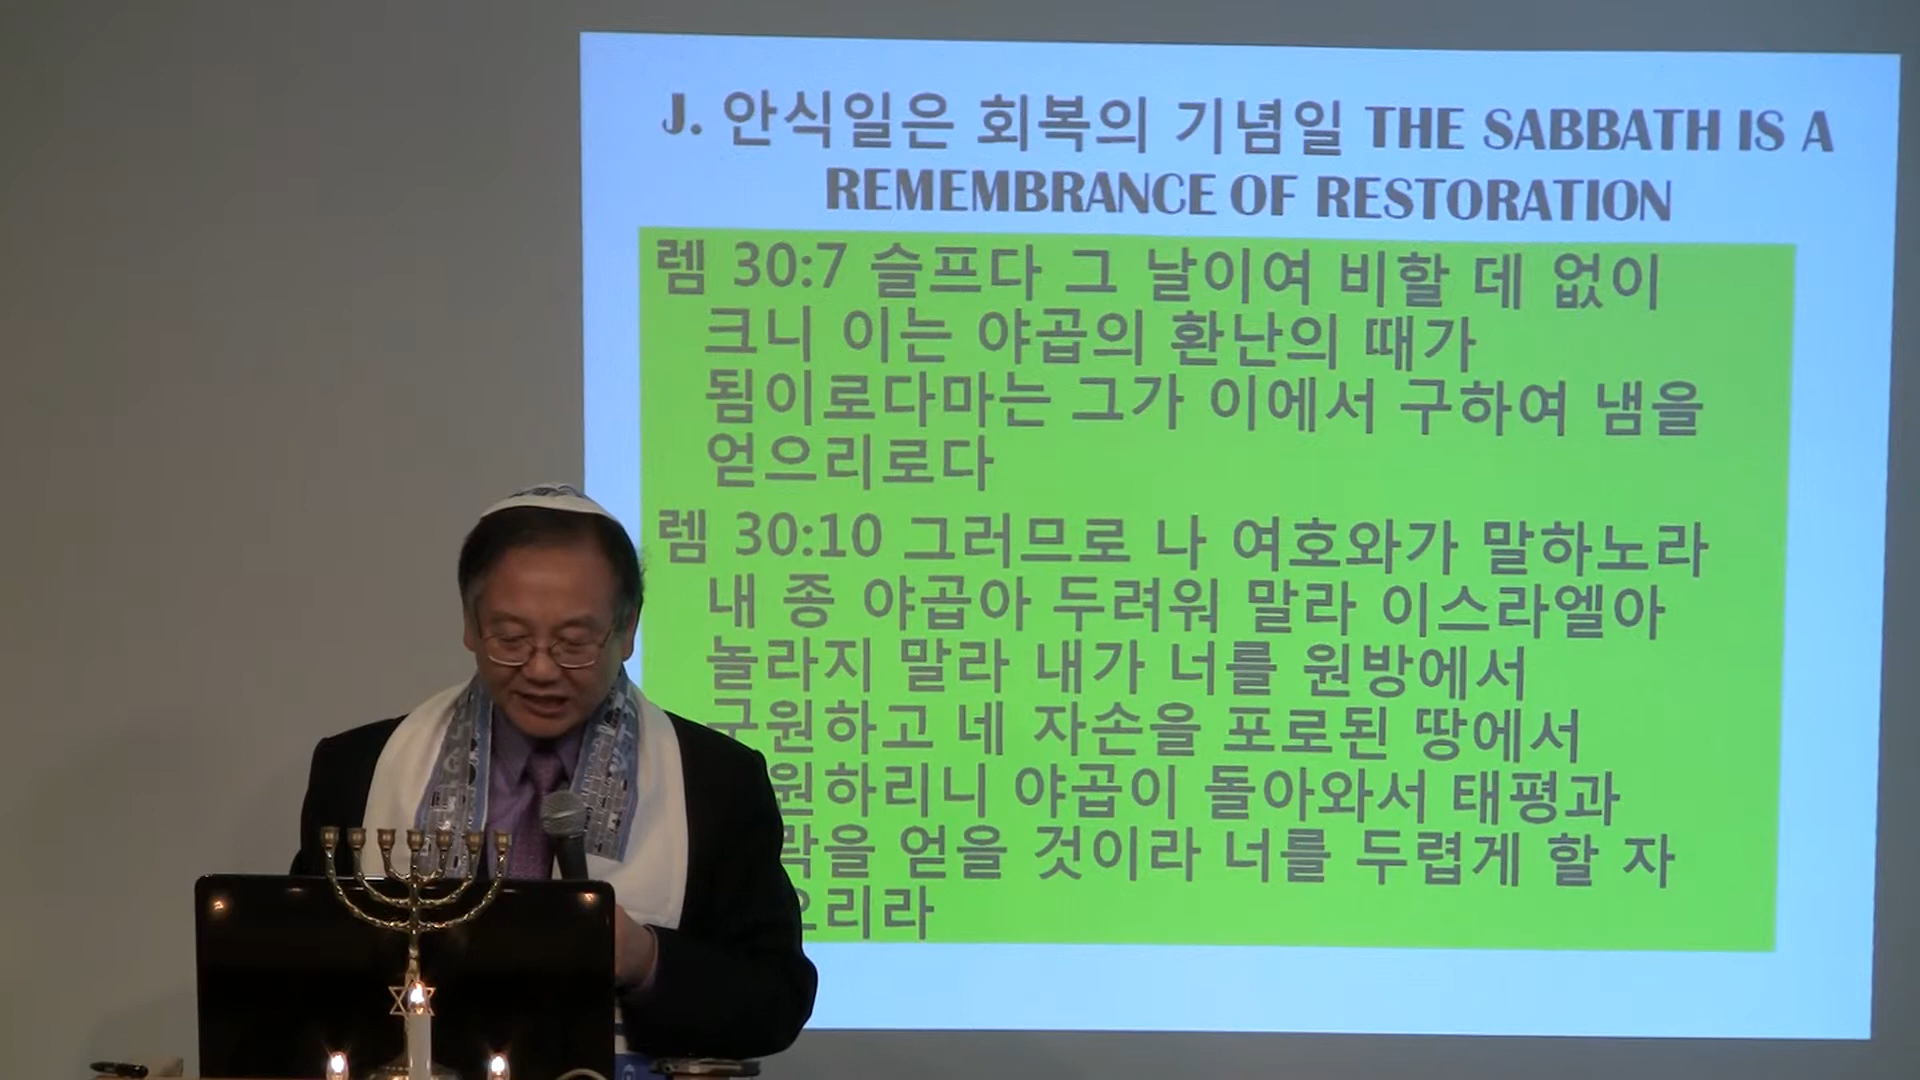 J. 안식일은 회복의 기념일 THE SABBATH IS A
REMEMBRANCE OF RESTORATION
렘 30:7 슬프다 그 날이여 비할 데 없이
크니 이는 야곱의 환난의 때가
됨이로다마는 그가 이에서 구하여 냄을
얻으리로다
렘 30:10 그러므로 나 여호와가 말하노라
내 종 야곱아 두려워 말라 이스라엘아
놀라지 말라 내가 너를 원방에서
구원하고 네 자손을 포로된 땅에서
원하리니 야곱이 돌아와서 태평과
락을 얻을 것이라 너를 두렵게 할 자
으리라